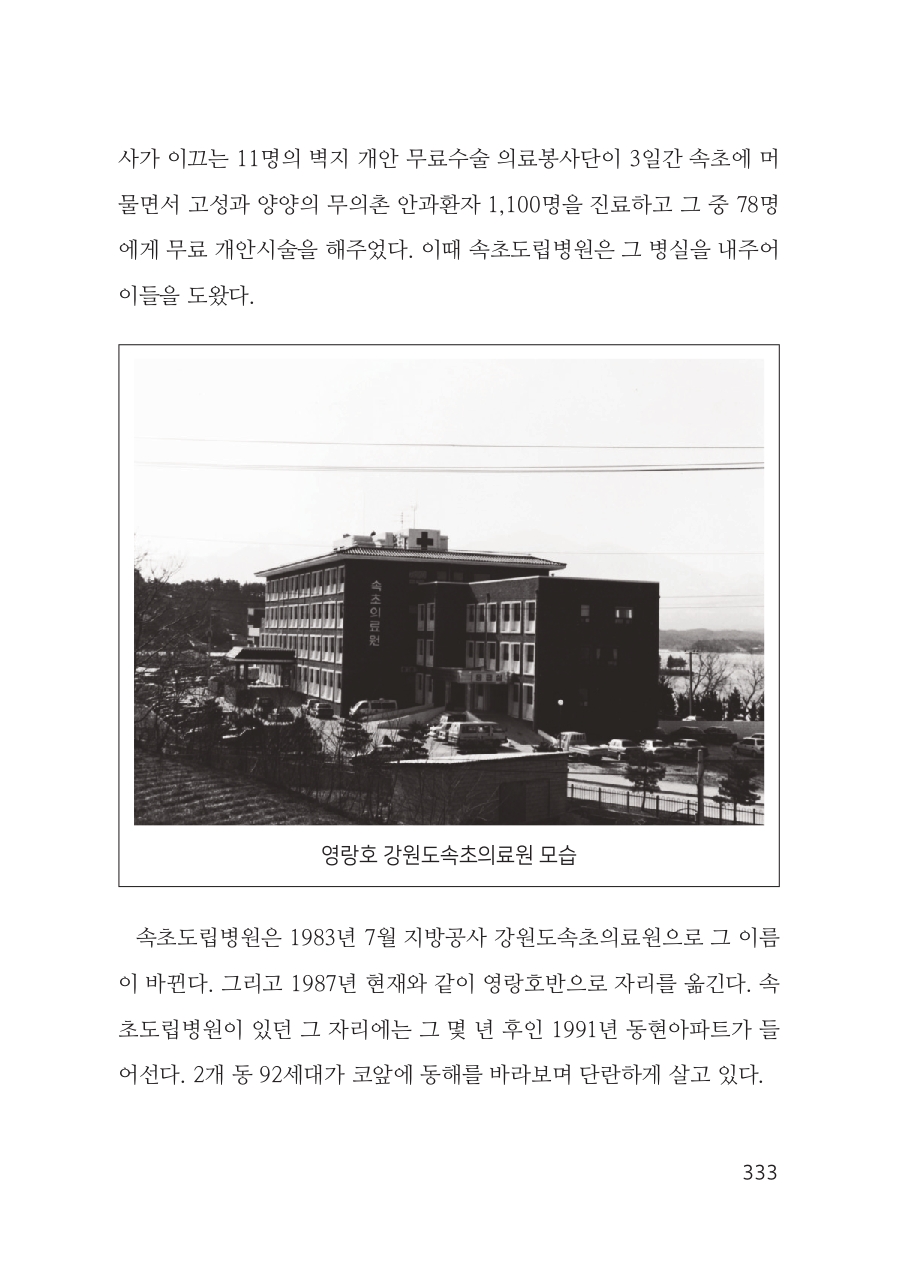 사가 이끄는 11명의 벽지 개안 무료수술 의료봉사단이 3일간 속초에 머
물면서 고성과 양양의 무의촌 안과환자 1,100명을 진료하고 그 중 78명
에게 무료 개안시술을 해주었다. 이때 속초도립병원은 그 병실을 내주어
이들을 도왔다.
속초의료원
영랑호 강원도속초의료원 모습
속초도립병원은 1983년 7월 지방공사 강원도속초의료원으로 그 이름
이 바뀐다. 그리고 1987년 현재와 같이 영랑호반으로 자리를 옮긴다. 속
초도립병원이 있던 그 자리에는 그 몇 년 후인 1991년 동현아파트가 들
어선다. 2개 동 92세대가 코앞에 동해를 바라보며 단란하게 살고 있다.
333